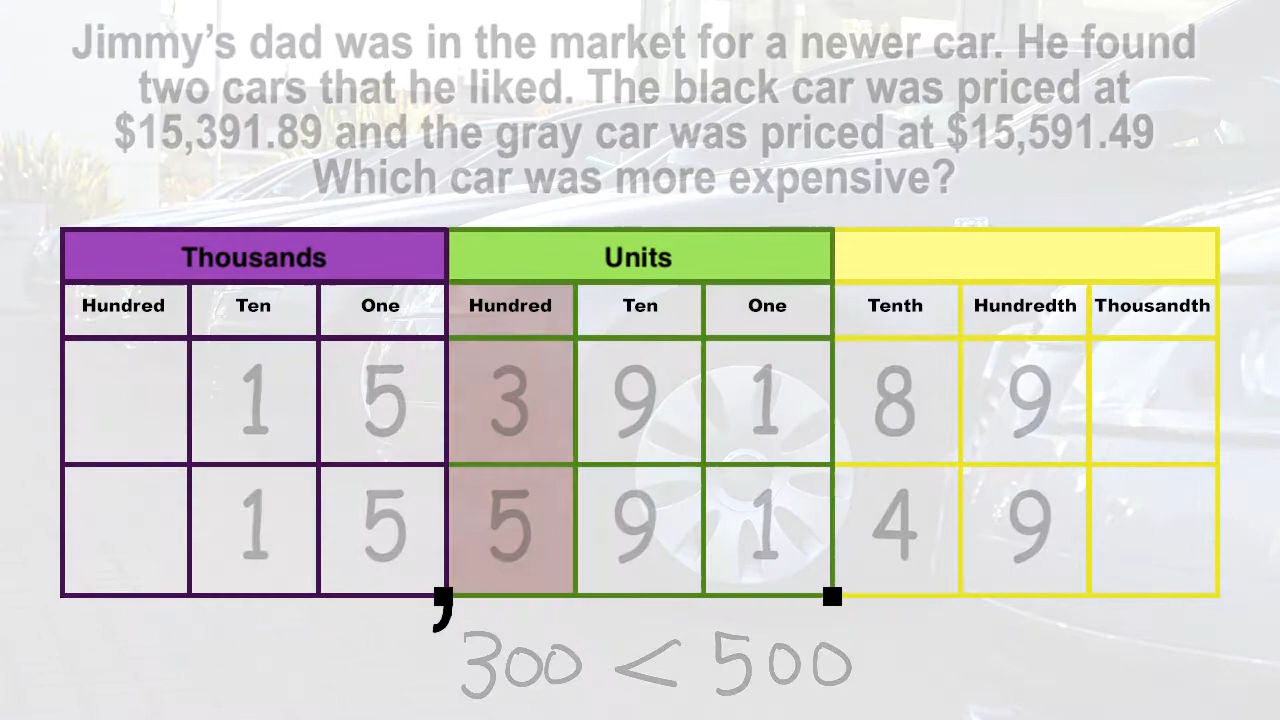 Jimmy's dad was in the market for a newer car. He found
two cars that he liked. The black car was priced at
$15,391.89 and the gray car was priced at $15,591.49
Which car was more expensive?
Thousands Units
Hundred Ten One Hundred Ten One Tenth Hundredth Thousandth
1 5 3 9 1 8 9
1 5 5 9 1 4 9
, .
300 < 500